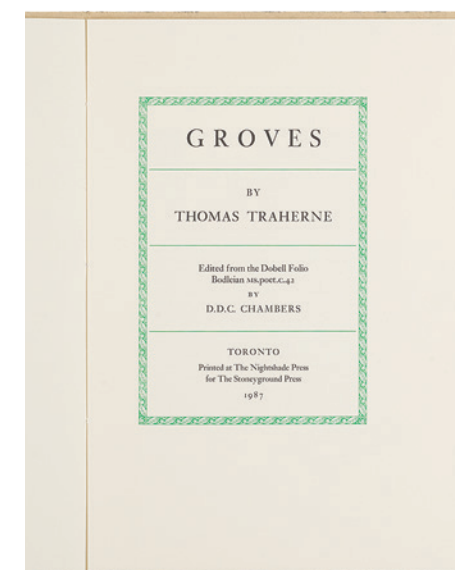 GROVES
BY
THOMAS TRAHERNE
Edited from the Dobell Folio
Bodleian MS.poet.c.42
BY
D.D.C. CHAMBERS
TORONTO
Printed at The Nightshade Press
for The Stoneyground Press
1987